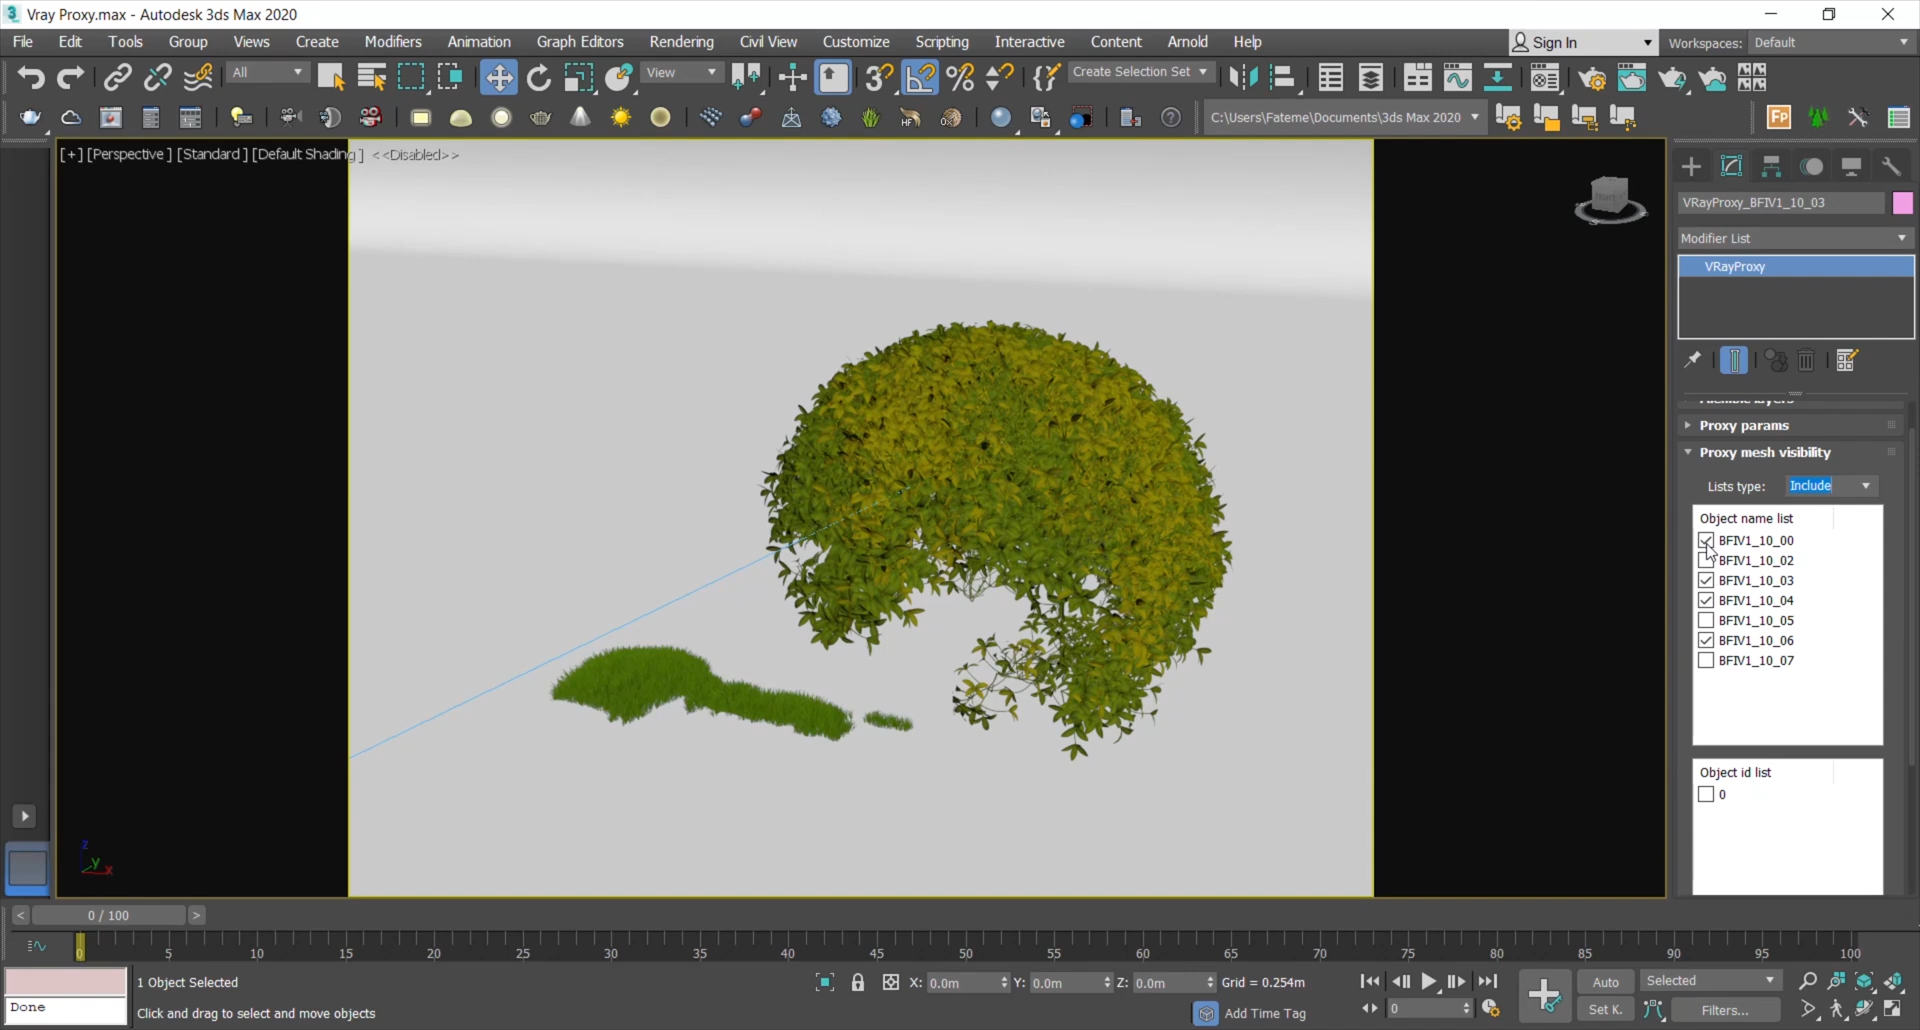 Vray Proxy.max - Autodesk 3ds Max 2020
File Edit Tools Group Views Create Modifiers Animation Graph Editors Rendering Civil View Customize Scripting Interactive Content Arnold Help
Sign In
Workspaces: Default
All
View
Create Selection Set
C:\Users\Fateme\Documents\3ds Max 2020
Fp
[+] [Perspective ] [Standard ] [Default Shading ] <<Disabled>>
VRayProxy_BFIV1_10_03
Modifier List
VRayProxy
Proxy params
Proxy mesh visibility
Lists type: Include
Object name list
BFIV1_10_00
BFIV1_10_02
BFIV1_10_03
BFIV1_10_04
BFIV1_10_05
BFIV1_10_06
BFIV1_10_07
Object id list
0
z
y
x
< 0 / 100 >
0 5 10 15 20 25 30 35 40 45 50 55 60 65 70 75 80 85 90 95 100
Done
1 Object Selected
Click and drag to select and move objects
X: 0.0m Y: 0.0m Z: 0.0m Grid = 0.254m
Add Time Tag
0
Auto
Selected
Set K.
Filters...